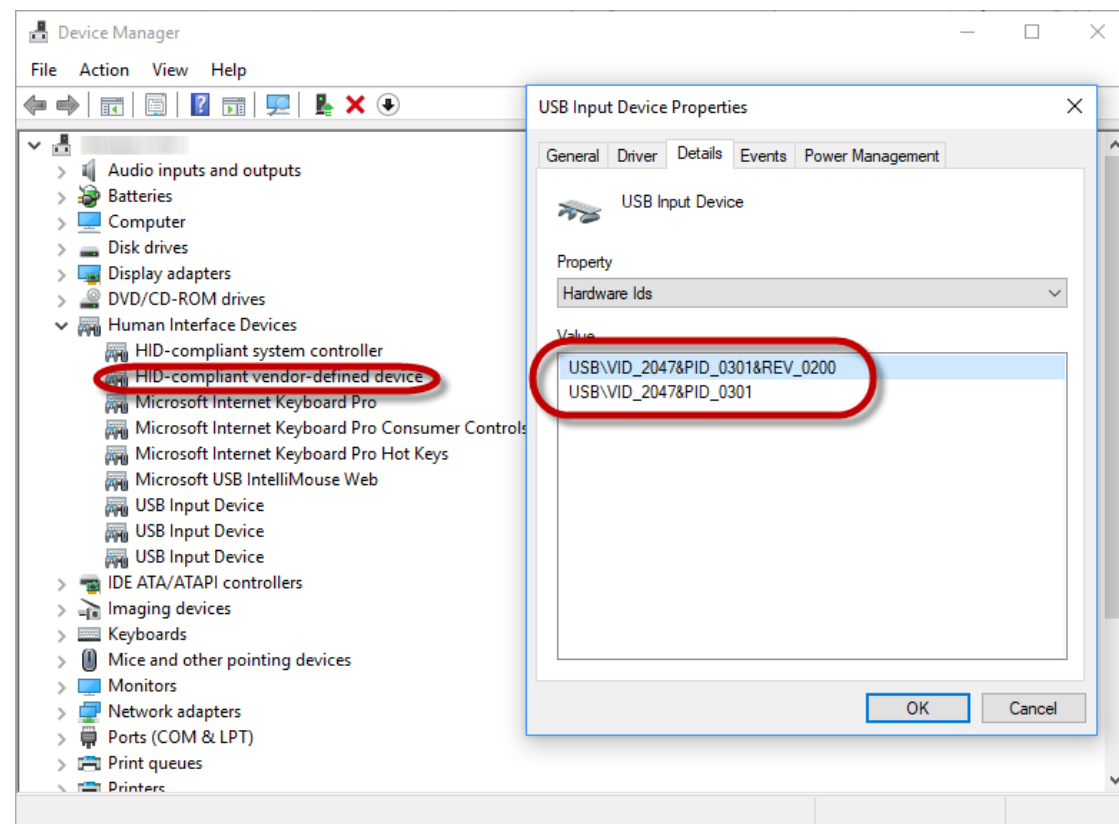 Device Manager
File Action View Help
Audio inputs and outputs
Batteries
Computer
Disk drives
Display adapters
DVD/CD-ROM drives
Human Interface Devices
HID-compliant system controller
HID-compliant vendor-defined device
Microsoft Internet Keyboard Pro
Microsoft Internet Keyboard Pro Consumer Controls
Microsoft Internet Keyboard Pro Hot Keys
Microsoft USB IntelliMouse Web
USB Input Device
USB Input Device
USB Input Device
IDE ATA/ATAPI controllers
Imaging devices
Keyboards
Mice and other pointing devices
Monitors
Network adapters
Ports (COM & LPT)
Print queues
Printers
USB Input Device Properties
General Driver Details Events Power Management
USB Input Device
Property
Hardware Ids
Value
USB\VID_2047&PID_0301&REV_0200
USB\VID_2047&PID_0301
OK Cancel